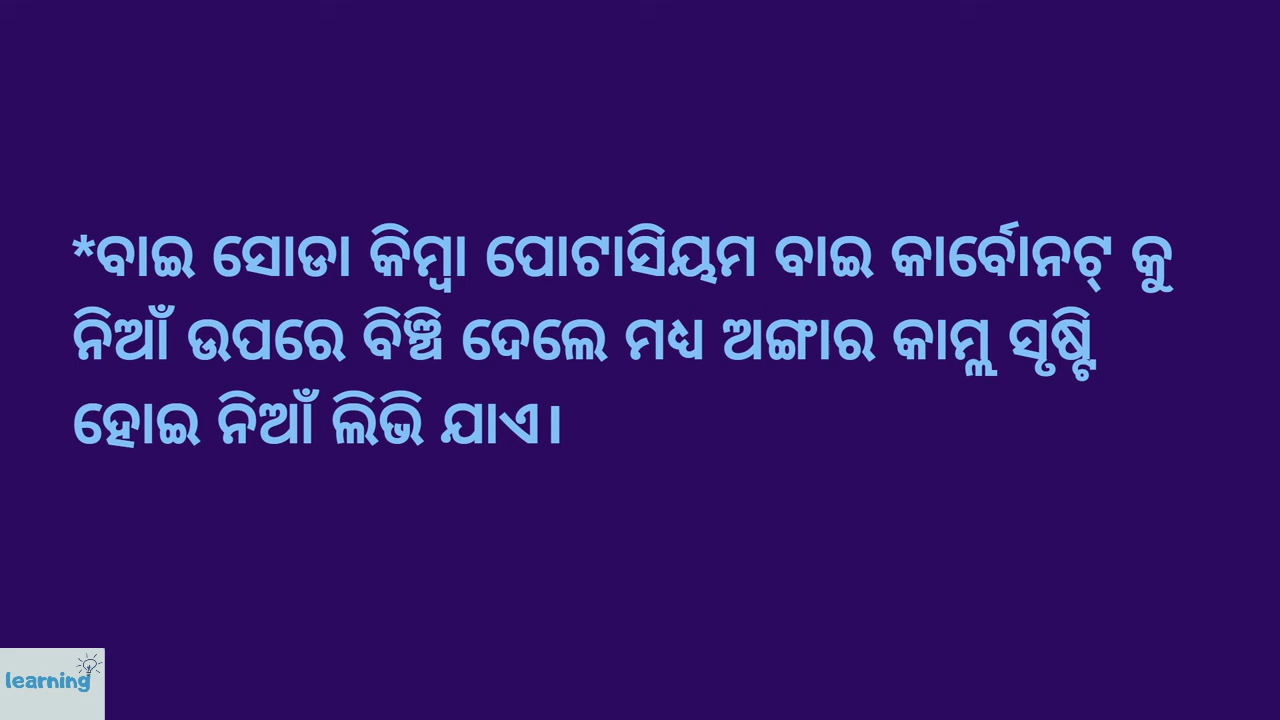 *ବାଇ ସୋଡା କିମ୍ବା ପୋଟାସିୟମ ବାଇ କାର୍ବୋନଟ୍ କୁ
ନିଆଁ ଉପରେ ବିଞ୍ଚି ଦେଲେ ମଧ୍ୟ ଅଙ୍ଗାର କାମ୍ଳ ସୃଷ୍ଟି
ହୋଇ ନିଆଁ ଲିଭି ଯାଏ।
learning